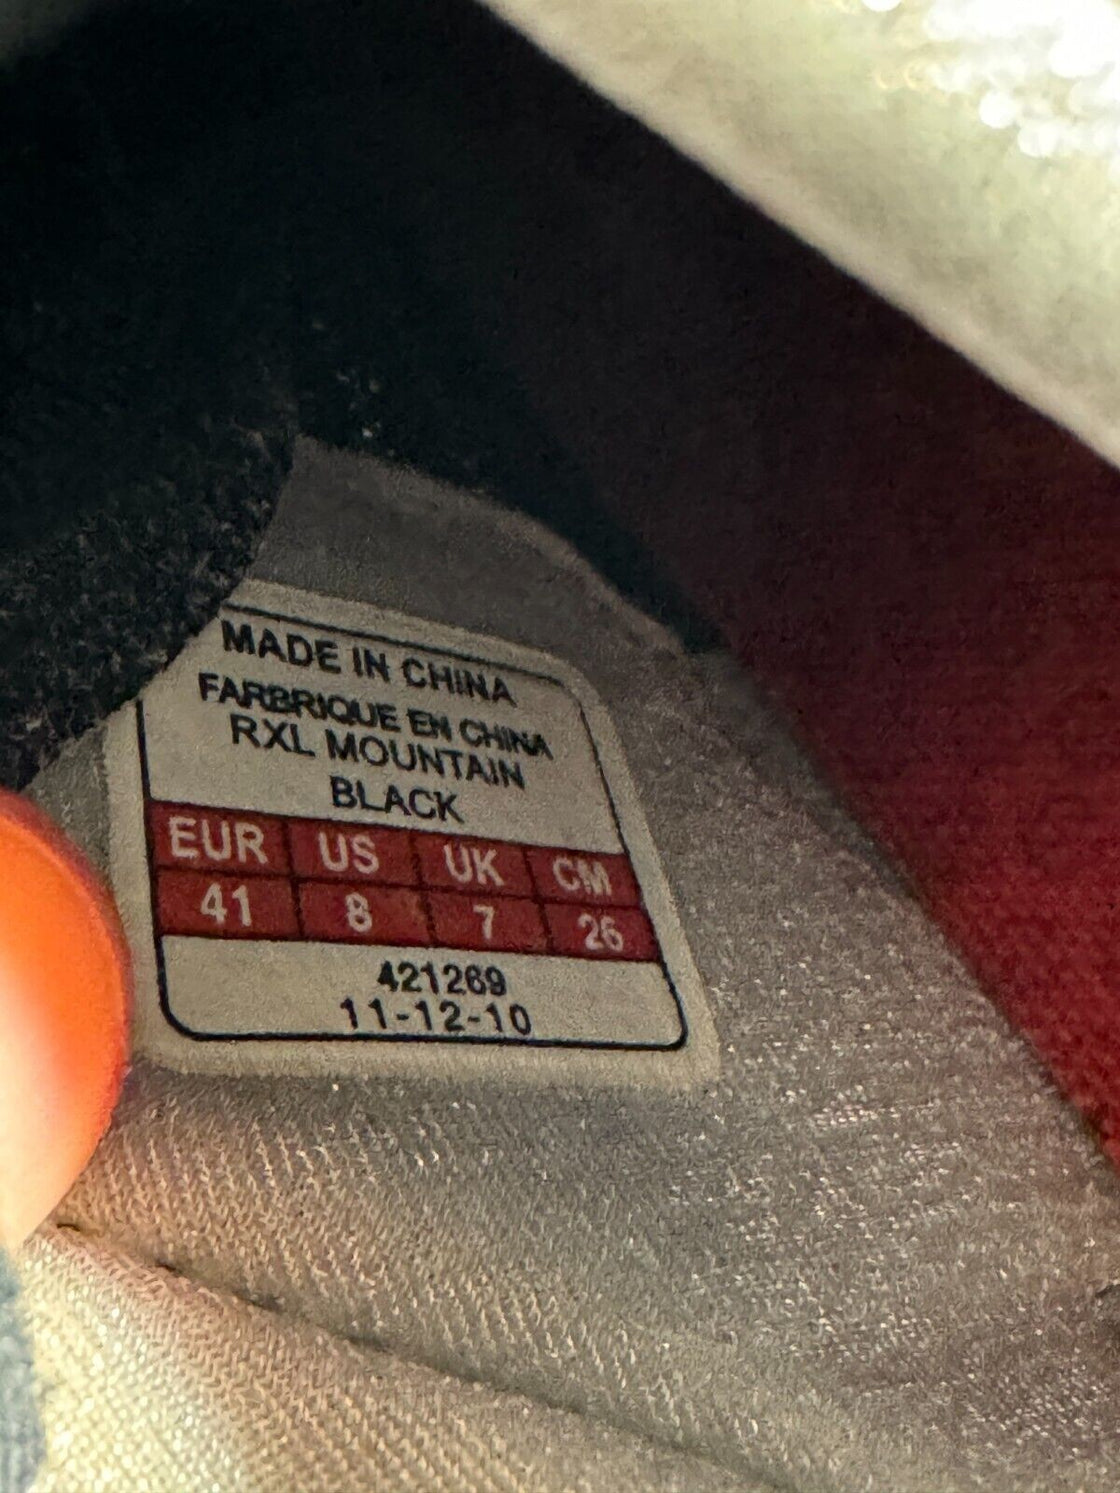 MADE IN CHINA
FARBRIQUE EN CHINA
RXL MOUNTAIN
BLACK
EUR US UK CM
41 8 7 26
421269
11-12-10